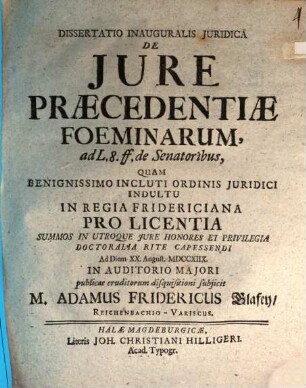 DISSERTATIO INAUGURALIS JURIDICA
DE
JURE
PRÆCEDENTIÆ
FOEMINARUM,
ad L. 8. ff. de Senatoribus,
QUAM
BENIGNISSIMO INCLUTI ORDINIS JURIDICI
INDULTU
IN REGIA FRIDERICIANA
PRO LICENTIA
SUMMOS IN UTROQUE JURE HONORES ET PRIVILEGIA
DOCTORALIA RITE CAPESSENDI
Ad Diem XX. August. MDCCXIIX.
IN AUDITORIO MAJORI
publicæ eruditorum disquisitioni subjicit
M. ADAMUS FRIDERICUS Glafey/
REICHENBACHIO-VARISCUS.
HALÆ MAGDEBURGICÆ,
Literis JOH. CHRISTIANI HILLIGERI,
Acad. Typogr.